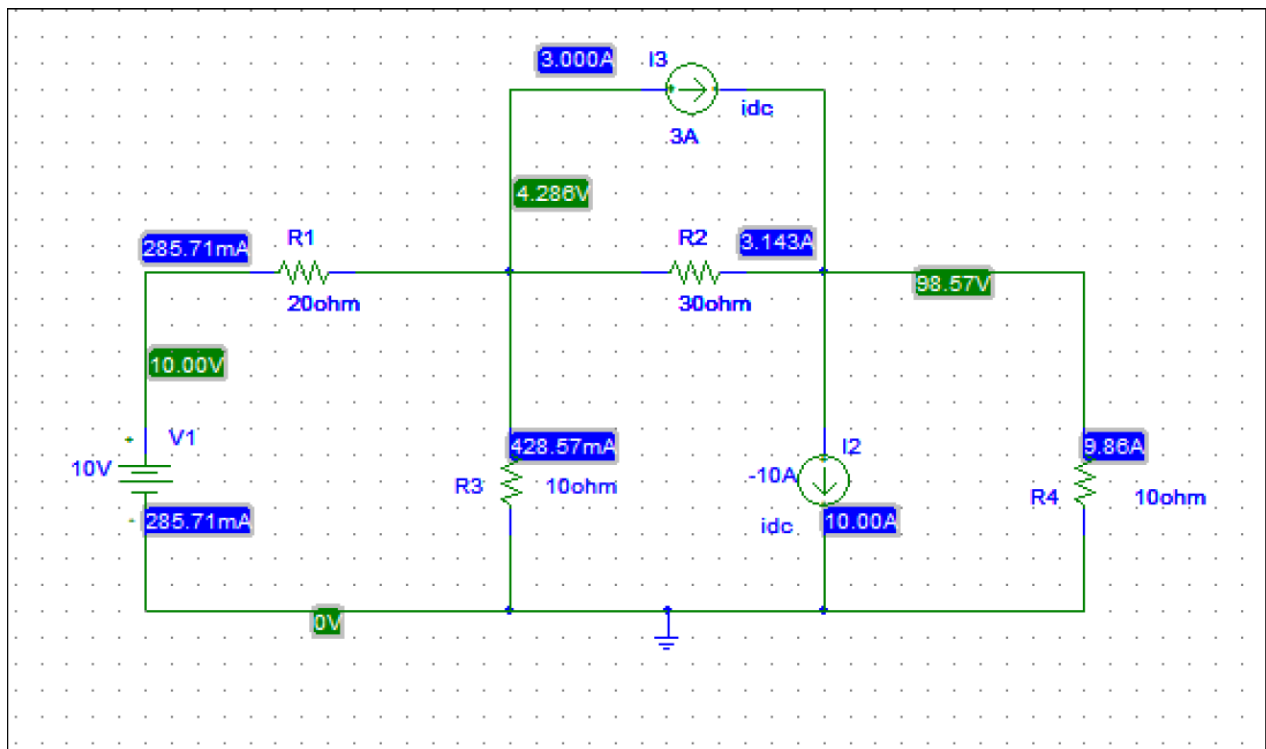 3.000A
I3
idc
3A
4.286V
285.71mA
R1
R2
3.143A
20ohm
30ohm
98.57V
10.00V
+
V1
10V
428.57mA
I2
9.86A
R3
10ohm
-10A
R4
10ohm
-
285.71mA
idc
10.00A
0V